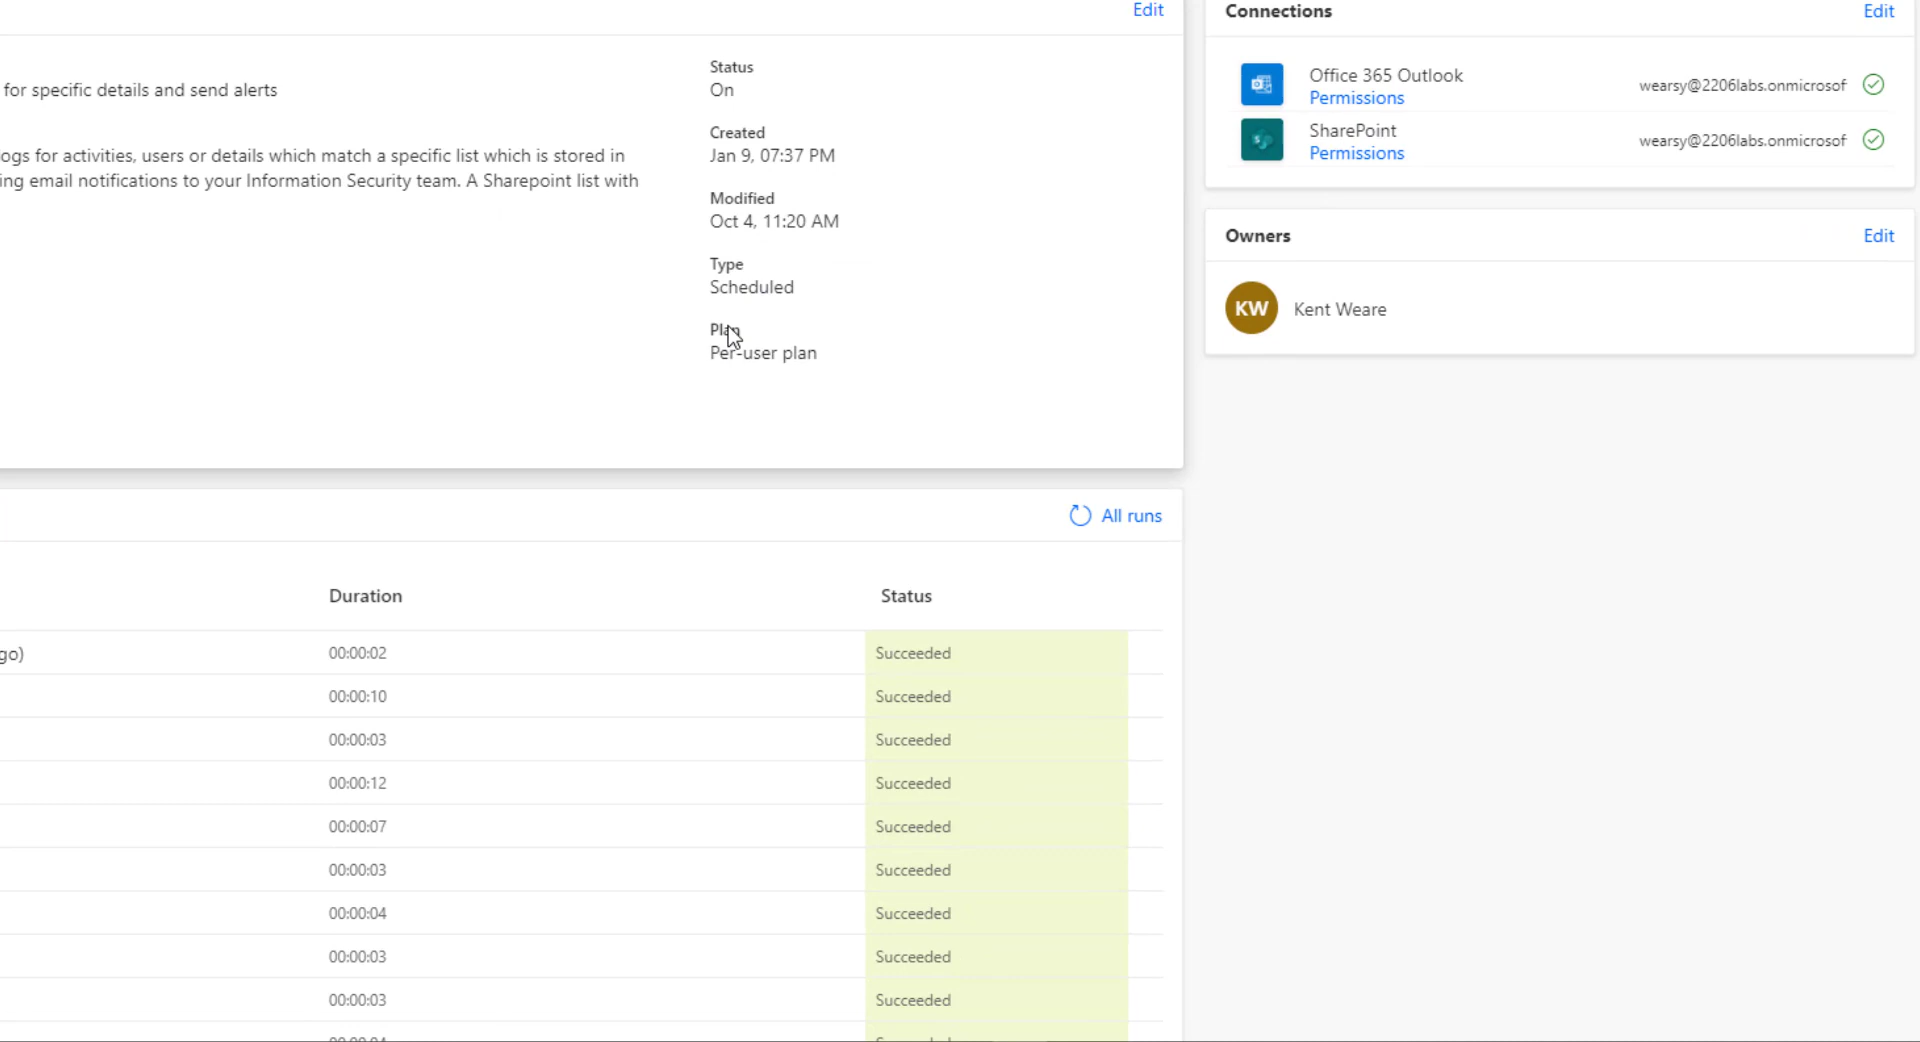 Edit
for specific details and send alerts
ogs for activities, users or details which match a specific list which is stored in
ing email notifications to your Information Security team. A Sharepoint list with
Status
On
Created
Jan 9, 07:37 PM
Modified
Oct 4, 11:20 AM
Type
Scheduled
Plan
Per-user plan
Connections
Edit
Office 365 Outlook
Permissions
wearsy@2206labs.onmicrosof
SharePoint
Permissions
wearsy@2206labs.onmicrosof
Owners
Edit
KW
Kent Weare
All runs
Duration
Status
go)
00:00:02
Succeeded
00:00:10
Succeeded
00:00:03
Succeeded
00:00:12
Succeeded
00:00:07
Succeeded
00:00:03
Succeeded
00:00:04
Succeeded
00:00:03
Succeeded
00:00:03
Succeeded